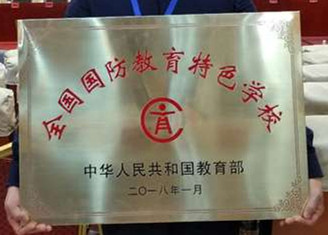 全国国防教育特色学校
中华人民共和国教育部
二〇一八年一月